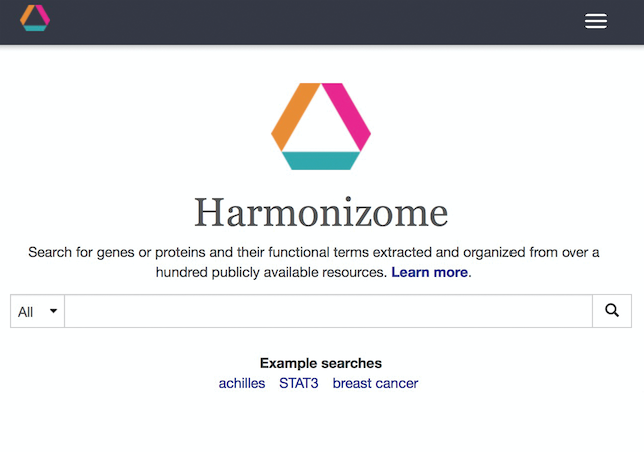 Harmonizome
Search for genes or proteins and their functional terms extracted and organized from over a
hundred publicly available resources. Learn more.
All
Example searches
achilles STAT3 breast cancer